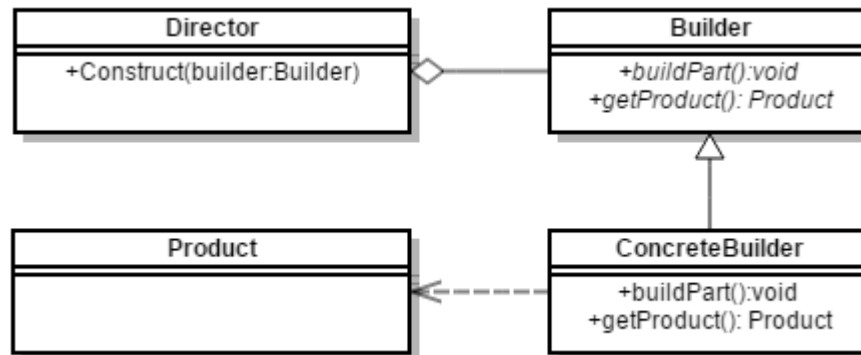 Director
+Construct(builder:Builder)
Builder
+buildPart():void
+getProduct(): Product
Product
ConcreteBuilder
+buildPart():void
+getProduct(): Product